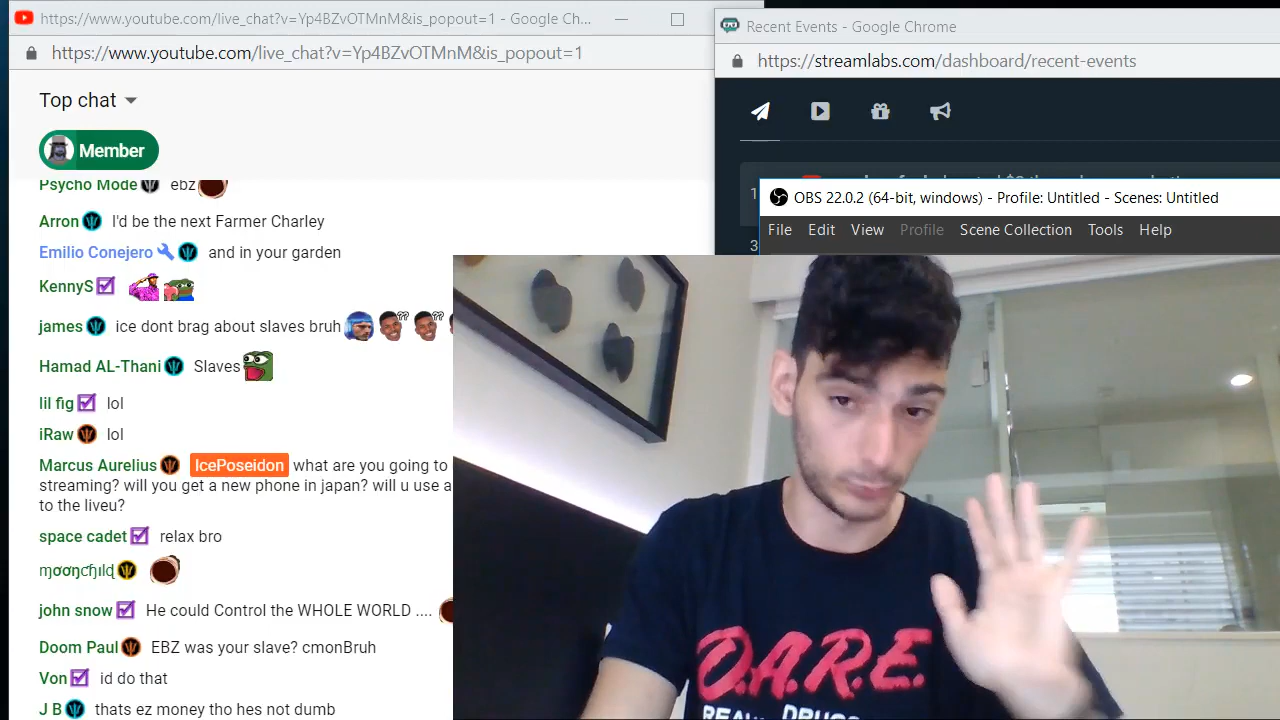 youtube.com/live_chat?v=Yp4BZvOTMnM&is_popout=1 - Google Ch...
https://www.youtube.com/live_chat?v=Yp4BZvOTMnM&is_popout=1
Top chat
Member
Psycho Mode ebz
Arron I'd be the next Farmer Charley
Emilio Conejero and in your garden
KennyS
james ice dont brag about slaves bruh
Hamad AL-Thani Slaves
lil fig lol
iRaw lol
Marcus Aurelius IcePoseidon what are you going to
streaming? will you get a new phone in japan? will u use a
to the liveu?
space cadet relax bro
john snow He could Control the WHOLE WORLD ....
Doom Paul EBZ was your slave? cmonBruh
Von id do that
J B thats ez money tho hes not dumb
Recent Events - Google Chrome
https://streamlabs.com/dashboard/recent-events
OBS 22.0.2 (64-bit, windows) - Profile: Untitled - Scenes: Untitled
File Edit View Profile Scene Collection Tools Help
D.A.R.E.